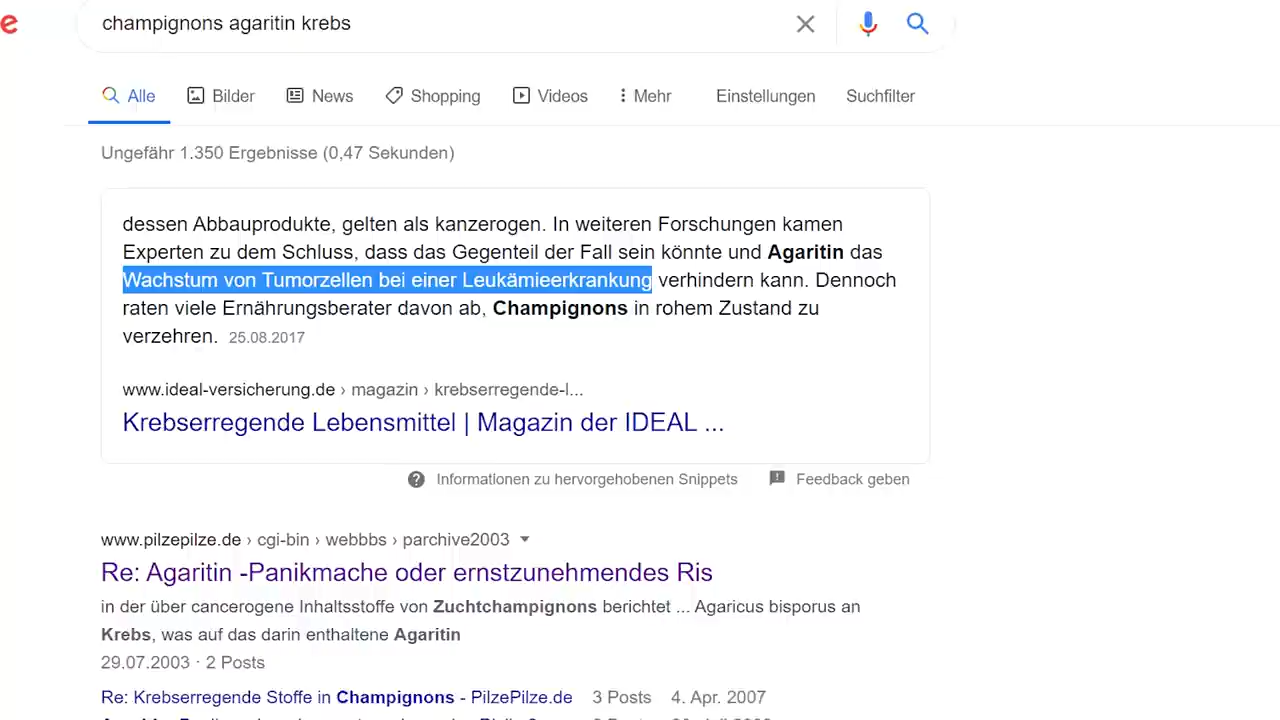 e
champignons agaritin krebs
Alle Bilder News Shopping Videos Mehr Einstellungen Suchfilter
Ungefähr 1.350 Ergebnisse (0,47 Sekunden)
dessen Abbauprodukte, gelten als kanzerogen. In weiteren Forschungen kamen
Experten zu dem Schluss, dass das Gegenteil der Fall sein könnte und Agaritin das
Wachstum von Tumorzellen bei einer Leukämieerkrankung verhindern kann. Dennoch
raten viele Ernährungsberater davon ab, Champignons in rohem Zustand zu
verzehren. 25.08.2017
www.ideal-versicherung.de › magazin › krebserregende-l...
Krebserregende Lebensmittel | Magazin der IDEAL ...
Informationen zu hervorgehobenen Snippets Feedback geben
www.pilzepilze.de › cgi-bin › webbbs › parchive2003
Re: Agaritin -Panikmache oder ernstzunehmendes Ris
in der über cancerogene Inhaltsstoffe von Zuchtchampignons berichtet ... Agaricus bisporus an
Krebs, was auf das darin enthaltene Agaritin
29.07.2003 · 2 Posts
Re: Krebserregende Stoffe in Champignons - PilzePilze.de 3 Posts 4. Apr. 2007